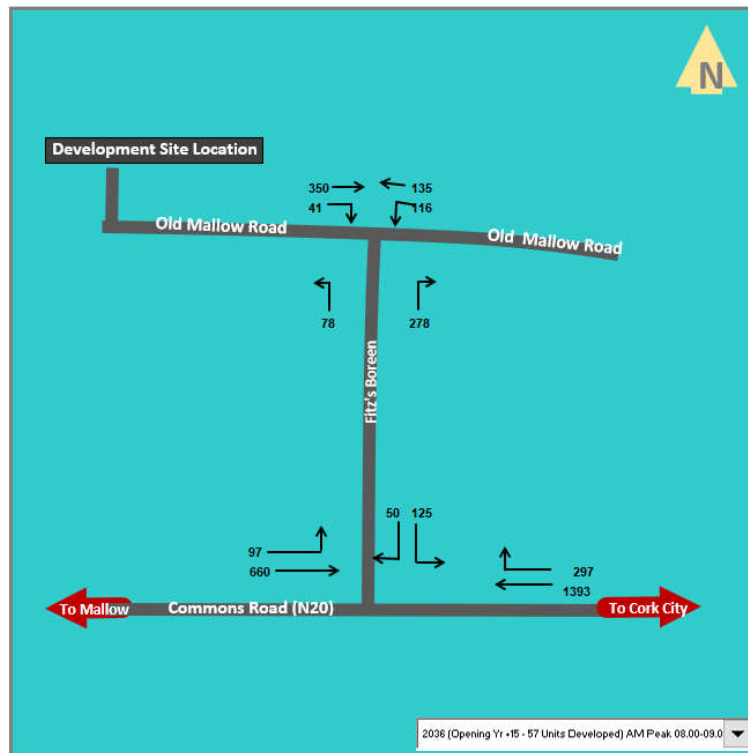 N
Development Site Location
350
135
41
116
Old Mallow Road
Old Mallow Road
78
278
Fitz's Boreen
50
125
97
660
297
1393
To Mallow
Commons Road (N20)
To Cork City
2036 (Opening Yr +15 - 57 Units Developed) AM Peak 08.00-09.0